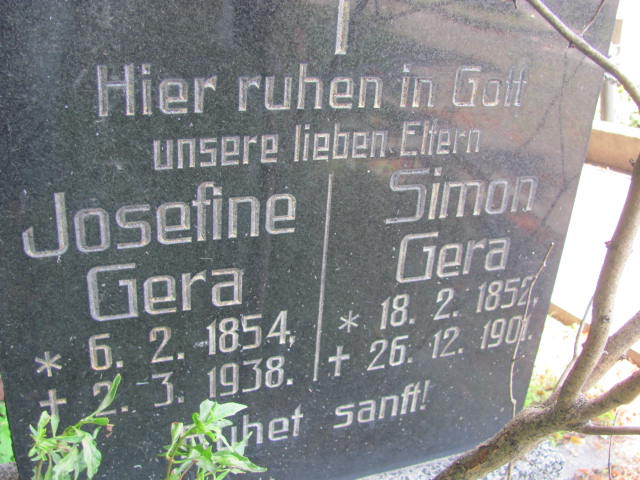 Hier ruhen in Gott
unsere lieben Eltern
Josefine
Gera
* 6. 2. 1854,
+ 2. 3. 1938.
Simon
Gera
* 18. 2. 1852,
+ 26. 12.
sanft!